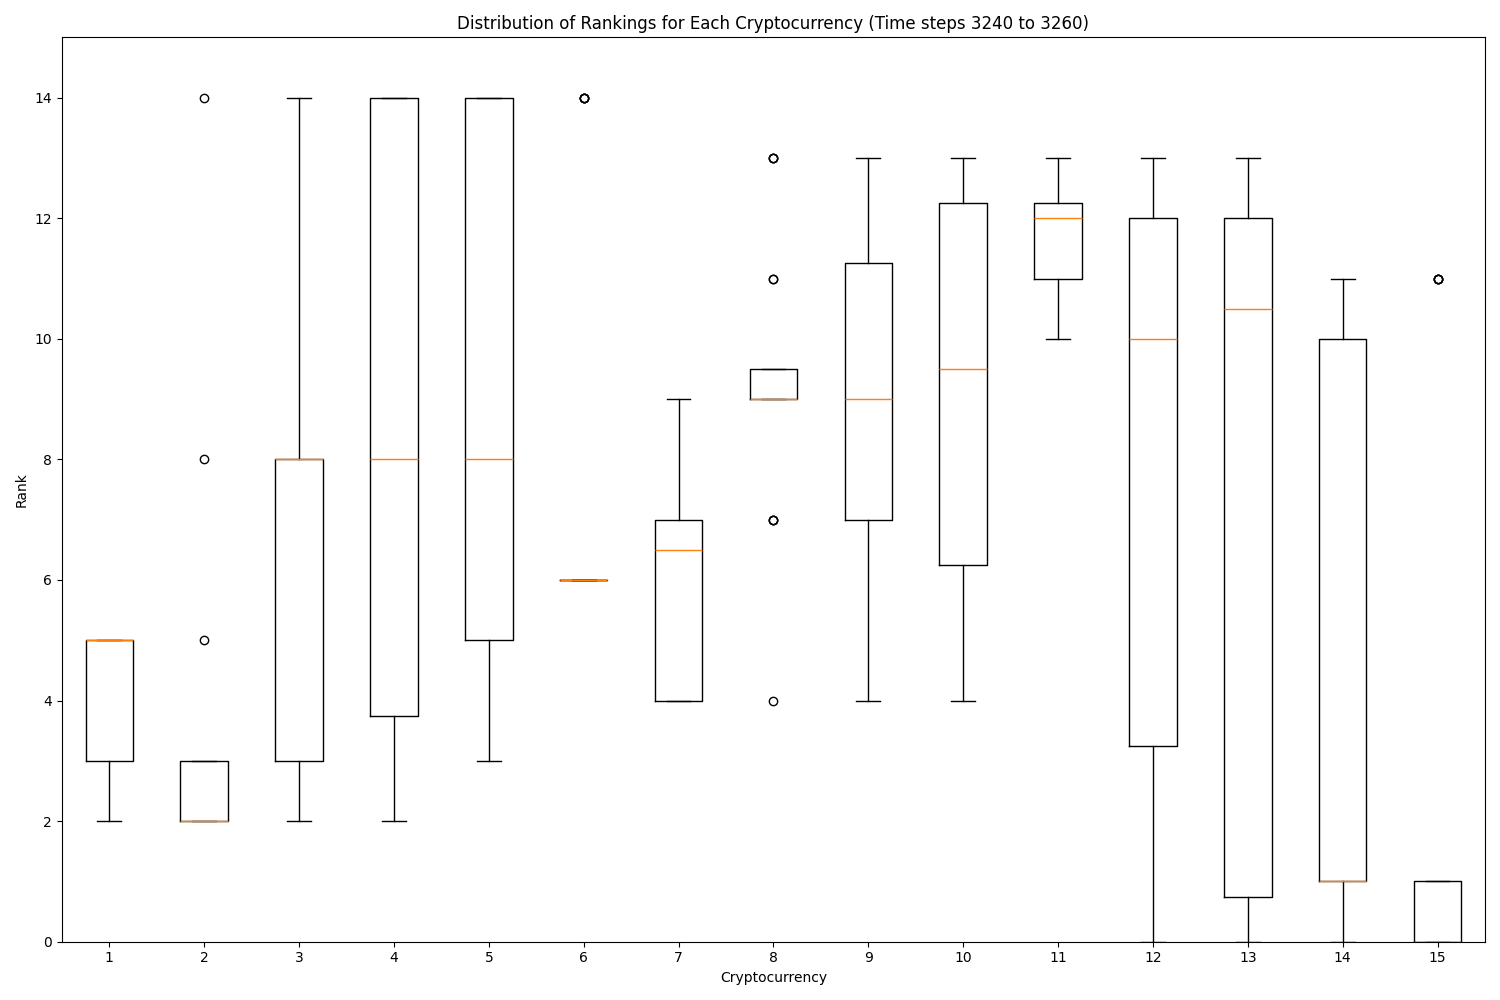 Distribution of Rankings for Each Cryptocurrency (Time steps 3240 to 3260)
14
12
10
8
6
4
2
0
Rank
1 2 3 4 5 6 7 8 9 10 11 12 13 14 15
Cryptocurrency